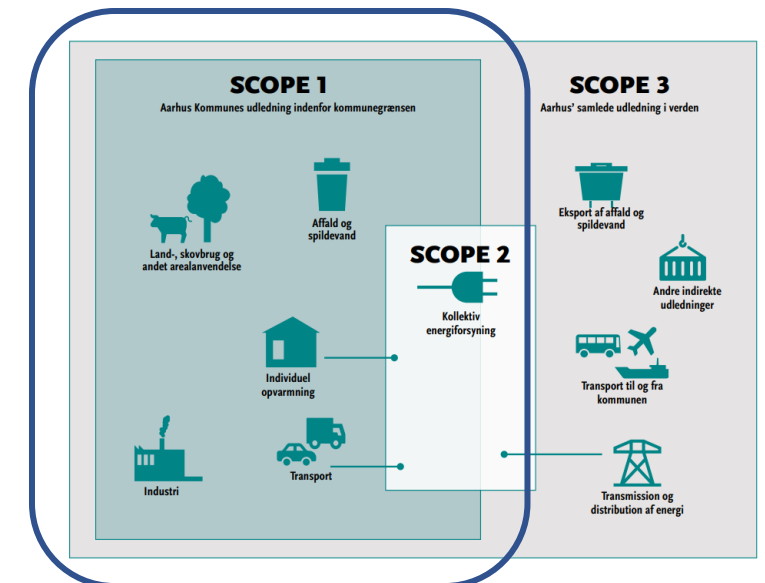 SCOPE 1
Aarhus Kommunes udledning indenfor kommunegrænsen
Land-, skovbrug og
andet arealanvendelse
Affald og
spildevand
Individuel
opvarmning
Industri
Transport
SCOPE 2
Kollektiv
energiforsyning
SCOPE 3
Aarhus' samlede udledning i verden
Eksport af affald og
spildevand
Andre indirekte
udledninger
Transport til og fra
kommunen
Transmission og
distribution af energi